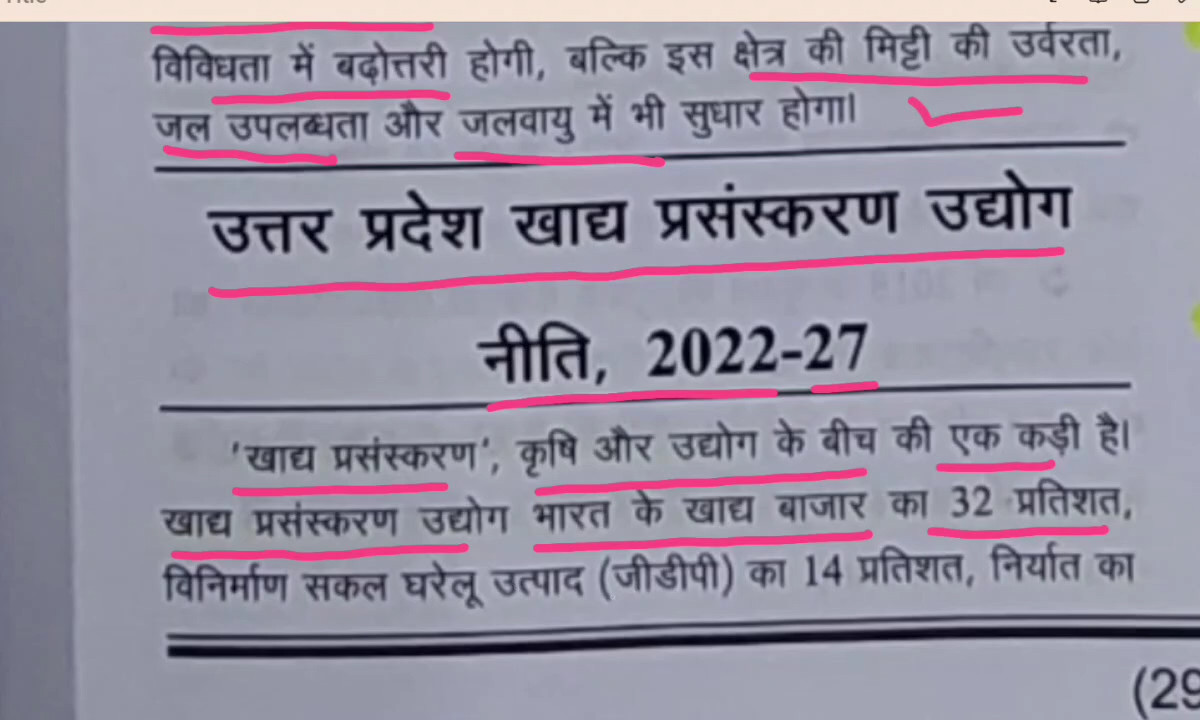 विविधता में बढ़ोत्तरी होगी, बल्कि इस क्षेत्र की मिट्टी की उर्वरता,
जल उपलब्धता और जलवायु में भी सुधार होगा।
उत्तर प्रदेश खाद्य प्रसंस्करण उद्योग
नीति, 2022-27
'खाद्य प्रसंस्करण', कृषि और उद्योग के बीच की एक कड़ी है।
खाद्य प्रसंस्करण उद्योग भारत के खाद्य बाजार का 32 प्रतिशत,
विनिर्माण सकल घरेलू उत्पाद (जीडीपी) का 14 प्रतिशत, निर्यात का
(29